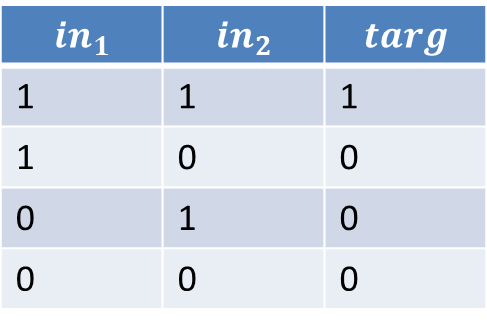 in₁ in₂ targ
1 1 1
1 0 0
0 1 0
0 0 0